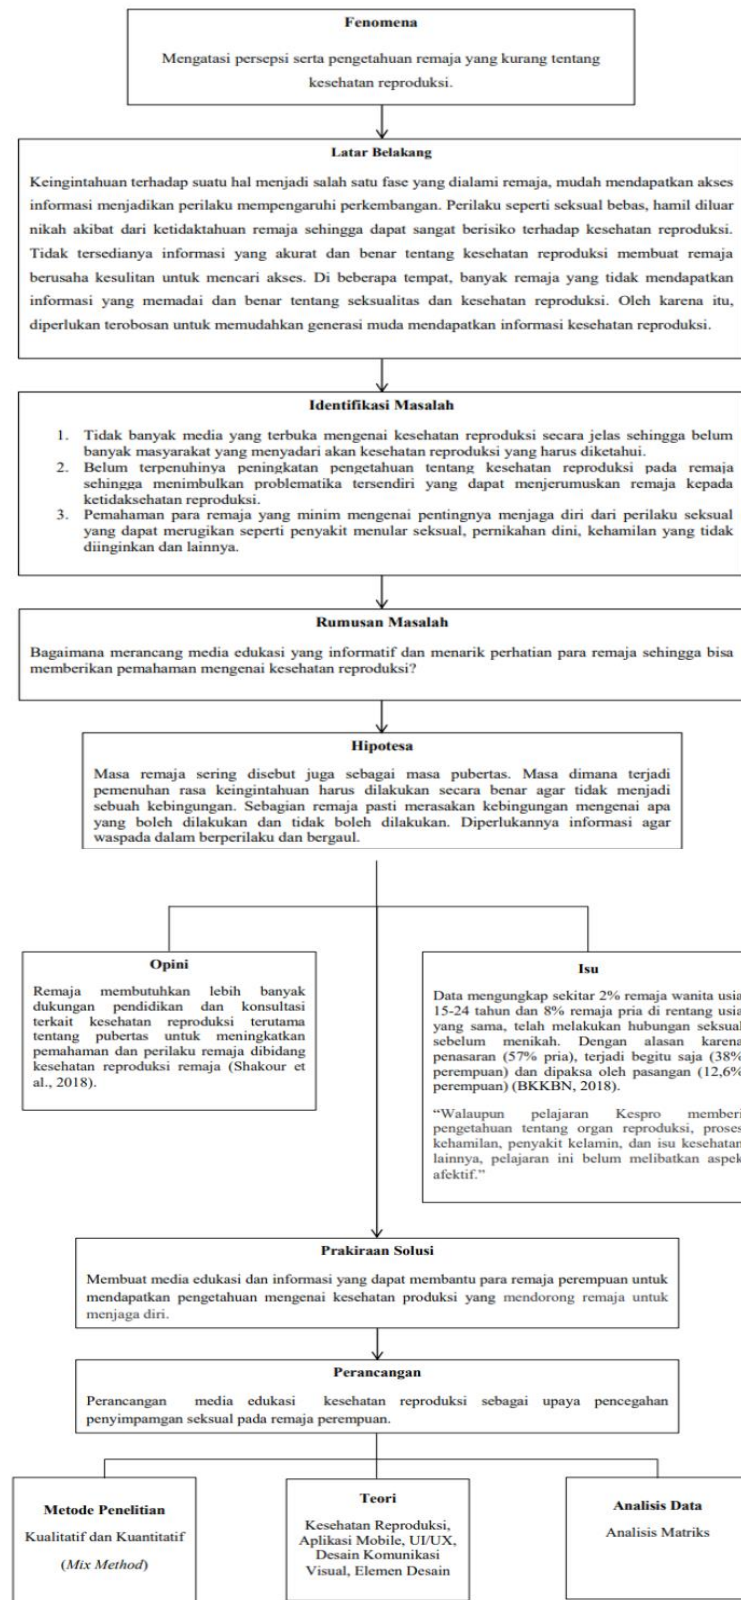 Fenomena
Mengatasi persepsi serta pengetahuan remaja yang kurang tentang
kesehatan reproduksi.
Latar Belakang
Keingintahuan terhadap suatu hal menjadi salah satu fase yang dialami remaja, mudah mendapatkan akses
informasi menjadikan perilaku mempengaruhi perkembangan. Perilaku seperti seksual bebas, hamil diluar
nikah akibat dari ketidaktahuan remaja sehingga dapat sangat berisiko terhadap kesehatan reproduksi.
Tidak tersedianya informasi yang akurat dan benar tentang kesehatan reproduksi membuat remaja
berusaha kesulitan untuk mencari akses. Di beberapa tempat, banyak remaja yang tidak mendapatkan
informasi yang memadai dan benar tentang seksualitas dan kesehatan reproduksi. Oleh karena itu,
diperlukan terobosan untuk memudahkan generasi muda mendapatkan informasi kesehatan reproduksi.
Identifikasi Masalah
1. Tidak banyak media yang terbuka mengenai kesehatan reproduksi secara jelas sehingga belum
banyak masyarakat yang menyadari akan kesehatan reproduksi yang harus diketahui.
2. Belum terpenuhinya peningkatan pengetahuan tentang kesehatan reproduksi pada remaja
sehingga menimbulkan problematika tersendiri yang dapat menjerumuskan remaja kepada
ketidaksehatan reproduksi.
3. Pemahaman para remaja yang minim mengenai pentingnya menjaga diri dari perilaku seksual
yang dapat merugikan seperti penyakit menular seksual, pernikahan dini, kehamilan yang tidak
diinginkan dan lainnya.
Rumusan Masalah
Bagaimana merancang media edukasi yang informatif dan menarik perhatian para remaja sehingga bisa
memberikan pemahaman mengenai kesehatan reproduksi?
Hipotesa
Masa remaja sering disebut juga sebagai masa pubertas. Masa dimana terjadi
pemenuhan rasa keingintahuan harus dilakukan secara benar agar tidak menjadi
sebuah kebingungan. Sebagian remaja pasti merasakan kebingungan mengenai apa
yang boleh dilakukan dan tidak boleh dilakukan. Diperlukannya informasi agar
waspada dalam berperilaku dan bergaul.
Opini
Remaja membutuhkan lebih banyak
dukungan pendidikan dan konsultasi
terkait kesehatan reproduksi terutama
tentang pubertas untuk meningkatkan
pemahaman dan perilaku remaja dibidang
kesehatan reproduksi remaja (Shakour et
al., 2018).
Isu
Data mengungkap sekitar 2% remaja wanita usia
15-24 tahun dan 8% remaja pria di rentang usia
yang sama, telah melakukan hubungan seksual
sebelum menikah. Dengan alasan karena
penasaran (57% pria), terjadi begitu saja (38%
perempuan) dan dipaksa oleh pasangan (12,6%
perempuan) (BKKBN, 2018).
“Walaupun pelajaran Kespro memberi
pengetahuan tentang organ reproduksi, proses
kehamilan, penyakit kelamin, dan isu kesehatan
lainnya, pelajaran ini belum melibatkan aspek
afektif.”
Prakiraan Solusi
Membuat media edukasi dan informasi yang dapat membantu para remaja perempuan untuk
mendapatkan pengetahuan mengenai kesehatan produksi yang mendorong remaja untuk
menjaga diri.
Perancangan
Perancangan media edukasi kesehatan reproduksi sebagai upaya pencegahan
penyimpamgan seksual pada remaja perempuan.
Metode Penelitian
Kualitatif dan Kuantitatif
(Mix Method)
Teori
Kesehatan Reproduksi,
Aplikasi Mobile, UI/UX,
Desain Komunikasi
Visual, Elemen Desain
Analisis Data
Analisis Matriks